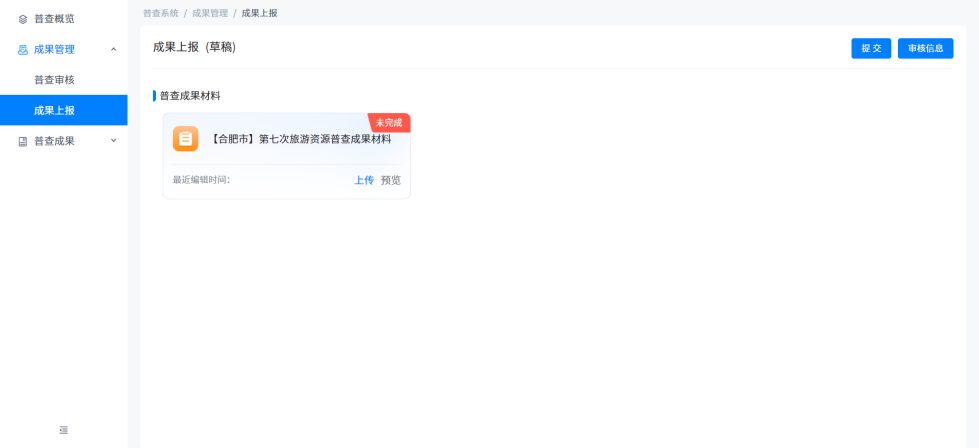 普查概览
成果管理
普查审核
成果上报
普查成果
普查系统 / 成果管理 / 成果上报
成果上报 (草稿)
提交
审核信息
普查成果材料
未完成
【合肥市】第七次旅游资源普查成果材料
最近编辑时间:
上传 预览